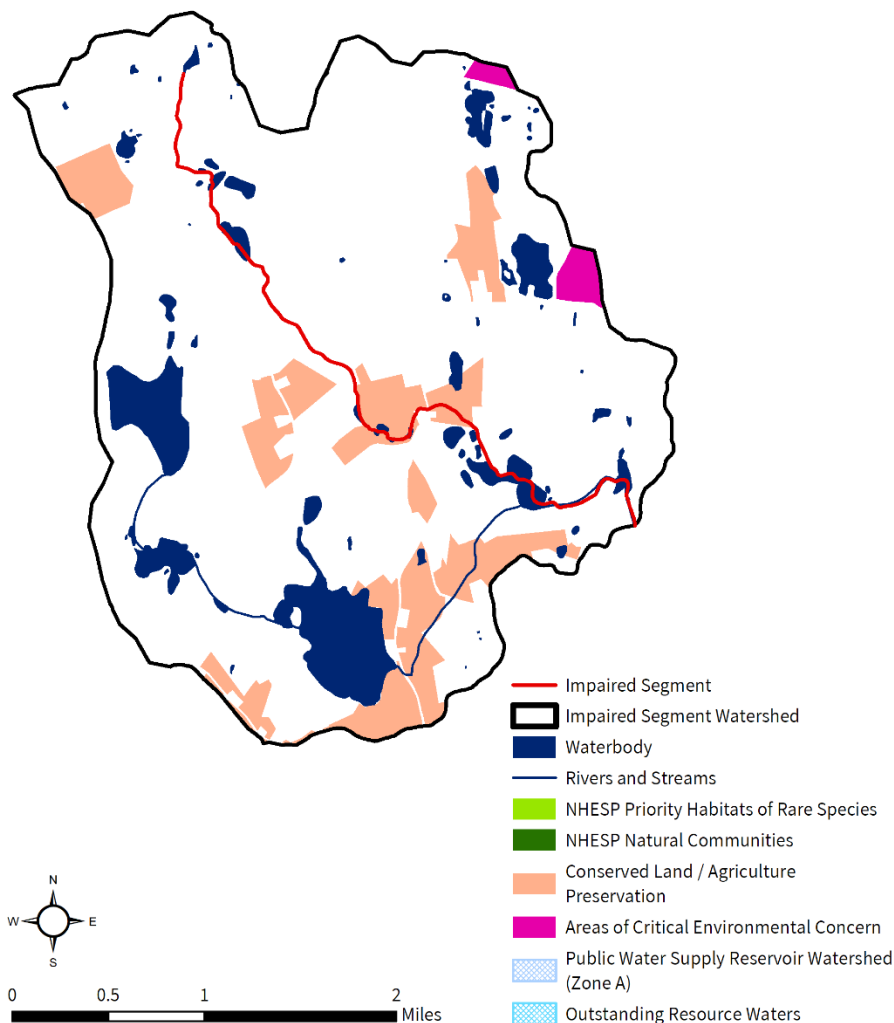 Impaired Segment
Impaired Segment Watershed
Waterbody
Rivers and Streams
NHESP Priority Habitats of Rare Species
NHESP Natural Communities
Conserved Land / Agriculture
Preservation
Areas of Critical Environmental Concern
Public Water Supply Reservoir Watershed
(Zone A)
Outstanding Resource Waters
N
W E
S
0 0.5 1 2
Miles